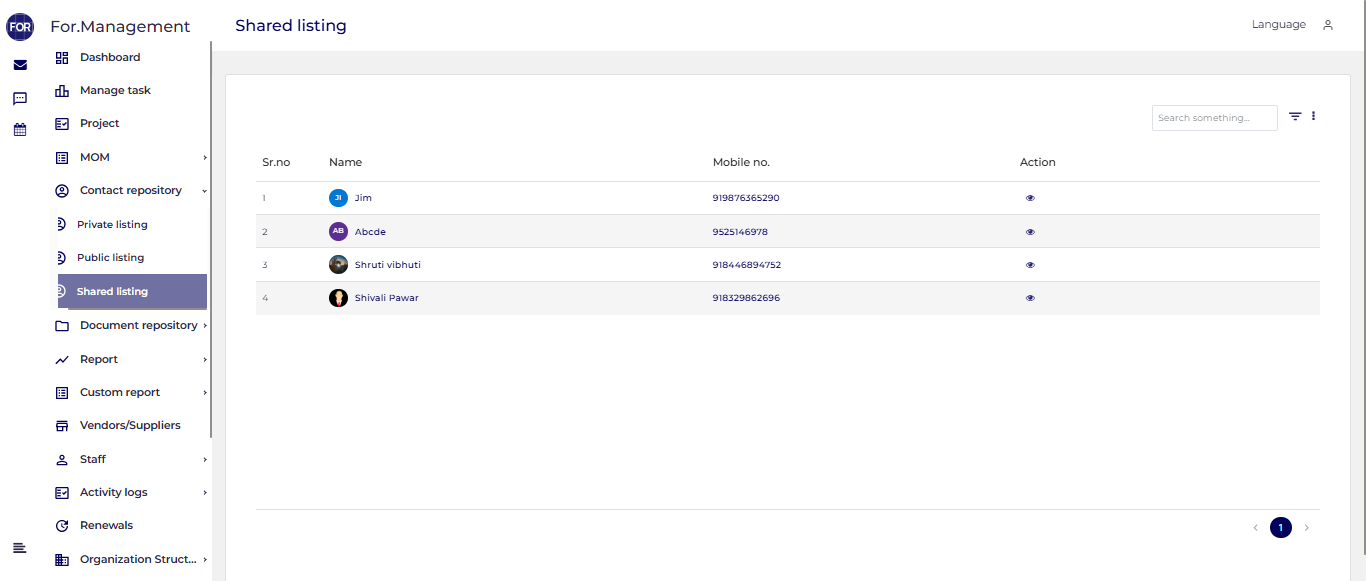 FOR For.Management
Shared listing
Language
Dashboard
Manage task
Project
MOM
Contact repository
Private listing
Public listing
Shared listing
Document repository
Report
Custom report
Vendors/Suppliers
Staff
Activity logs
Renewals
Organization Struct...
Search something...
Sr.no Name Mobile no. Action
1 JI Jim 919876365290
2 AB Abcde 9525146978
3 Shruti vibhuti 918446894752
4 Shivali Pawar 918329862696
1